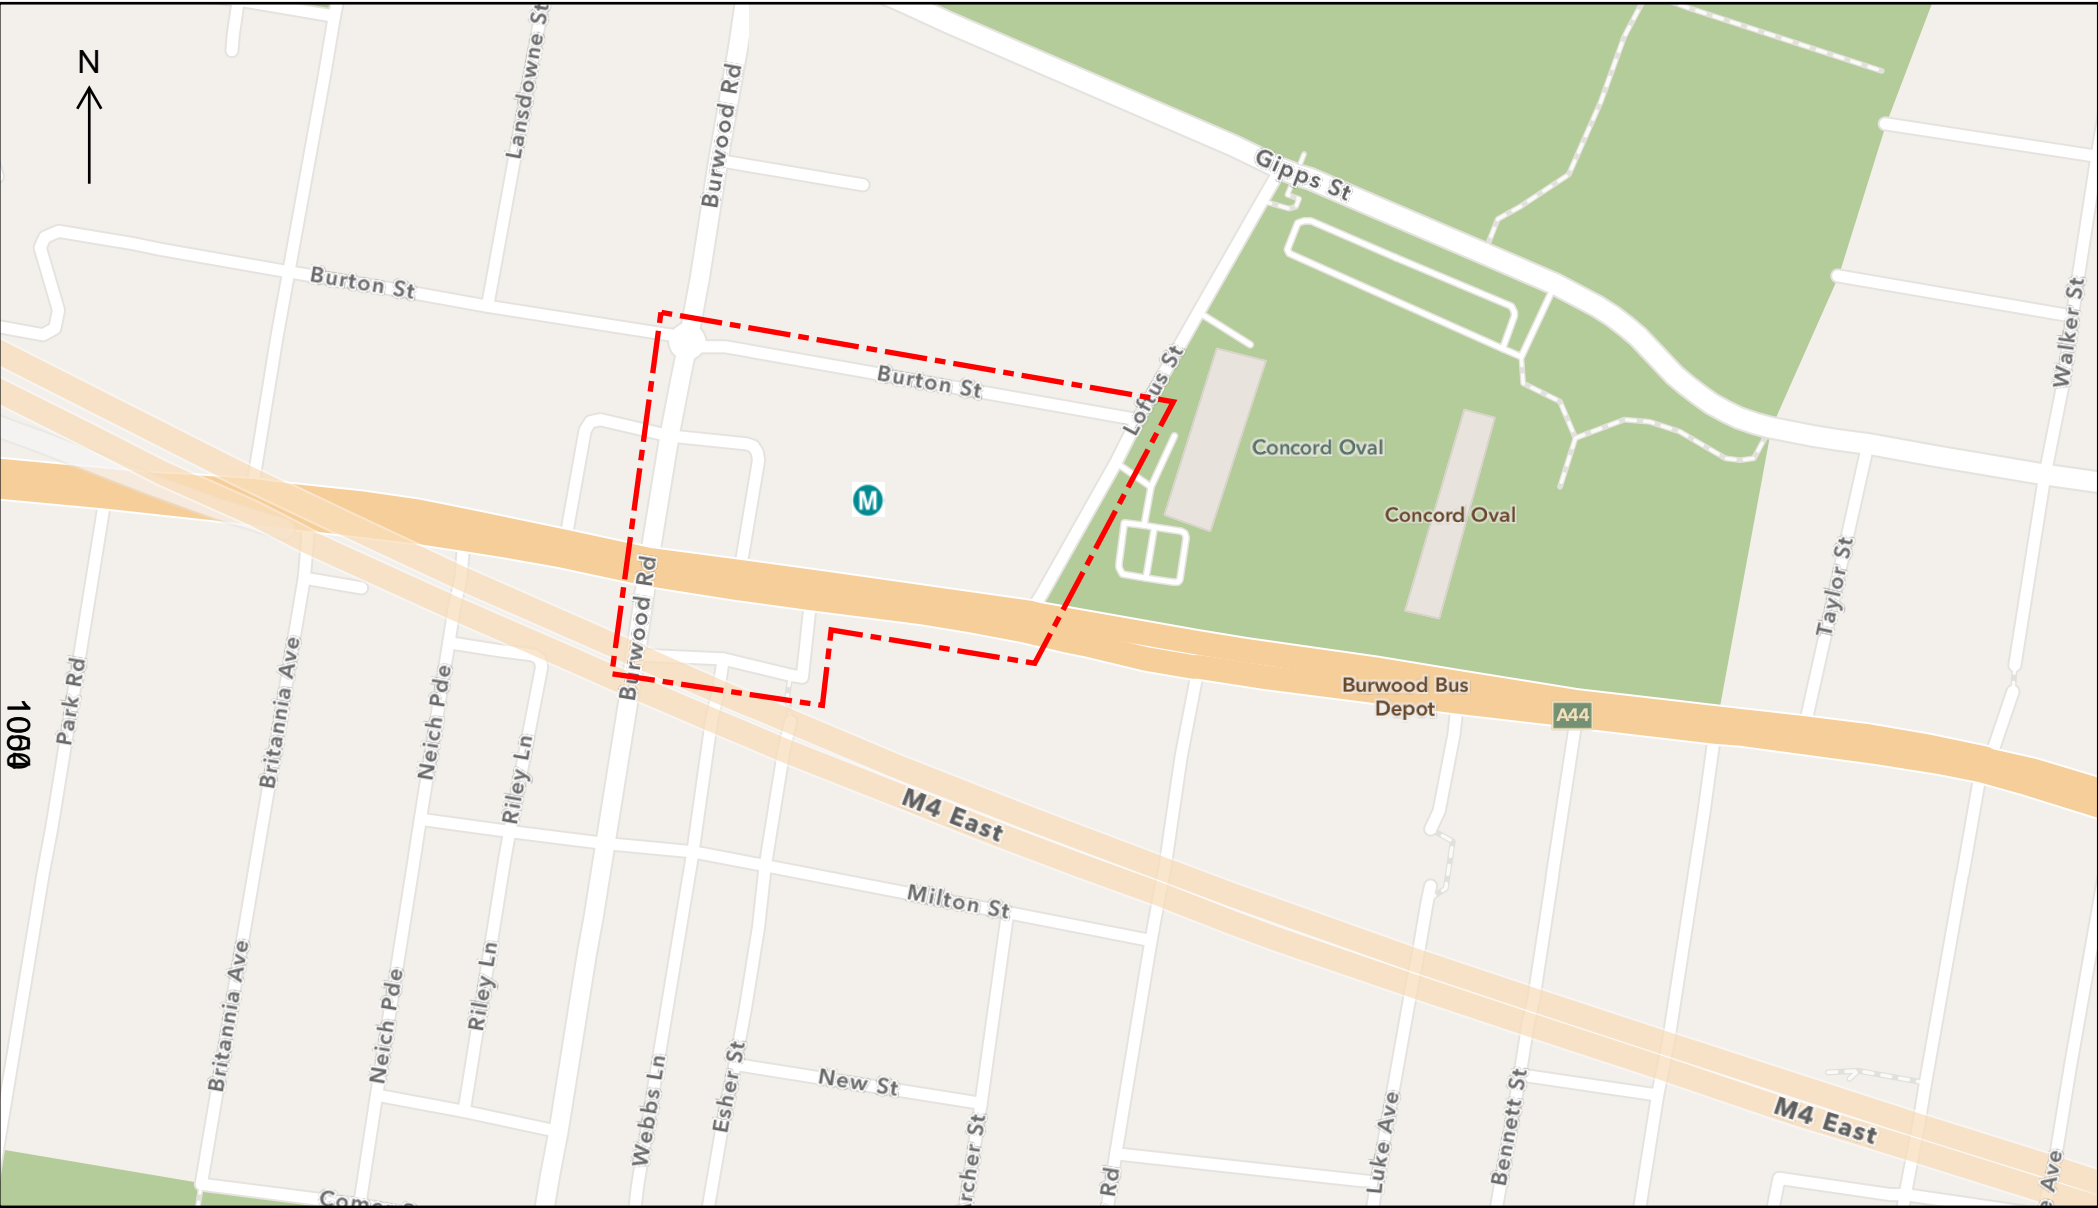 N
Lansdowne St
Burwood Rd
Gipps St
Burton St
Walker St
Burton St
Loftus St
Concord Oval
Concord Oval
Taylor St
Burwood Rd
Park Rd
Britannia Ave
Neich Pde
Riley Ln
Burwood Bus
Depot
A44
M
M4 East
Milton St
Britannia Ave
Neich Pde
Riley Ln
Webbs Ln
Esher St
New St
Archer St
Rd
Luke Ave
Bennett St
M4 East
Ave